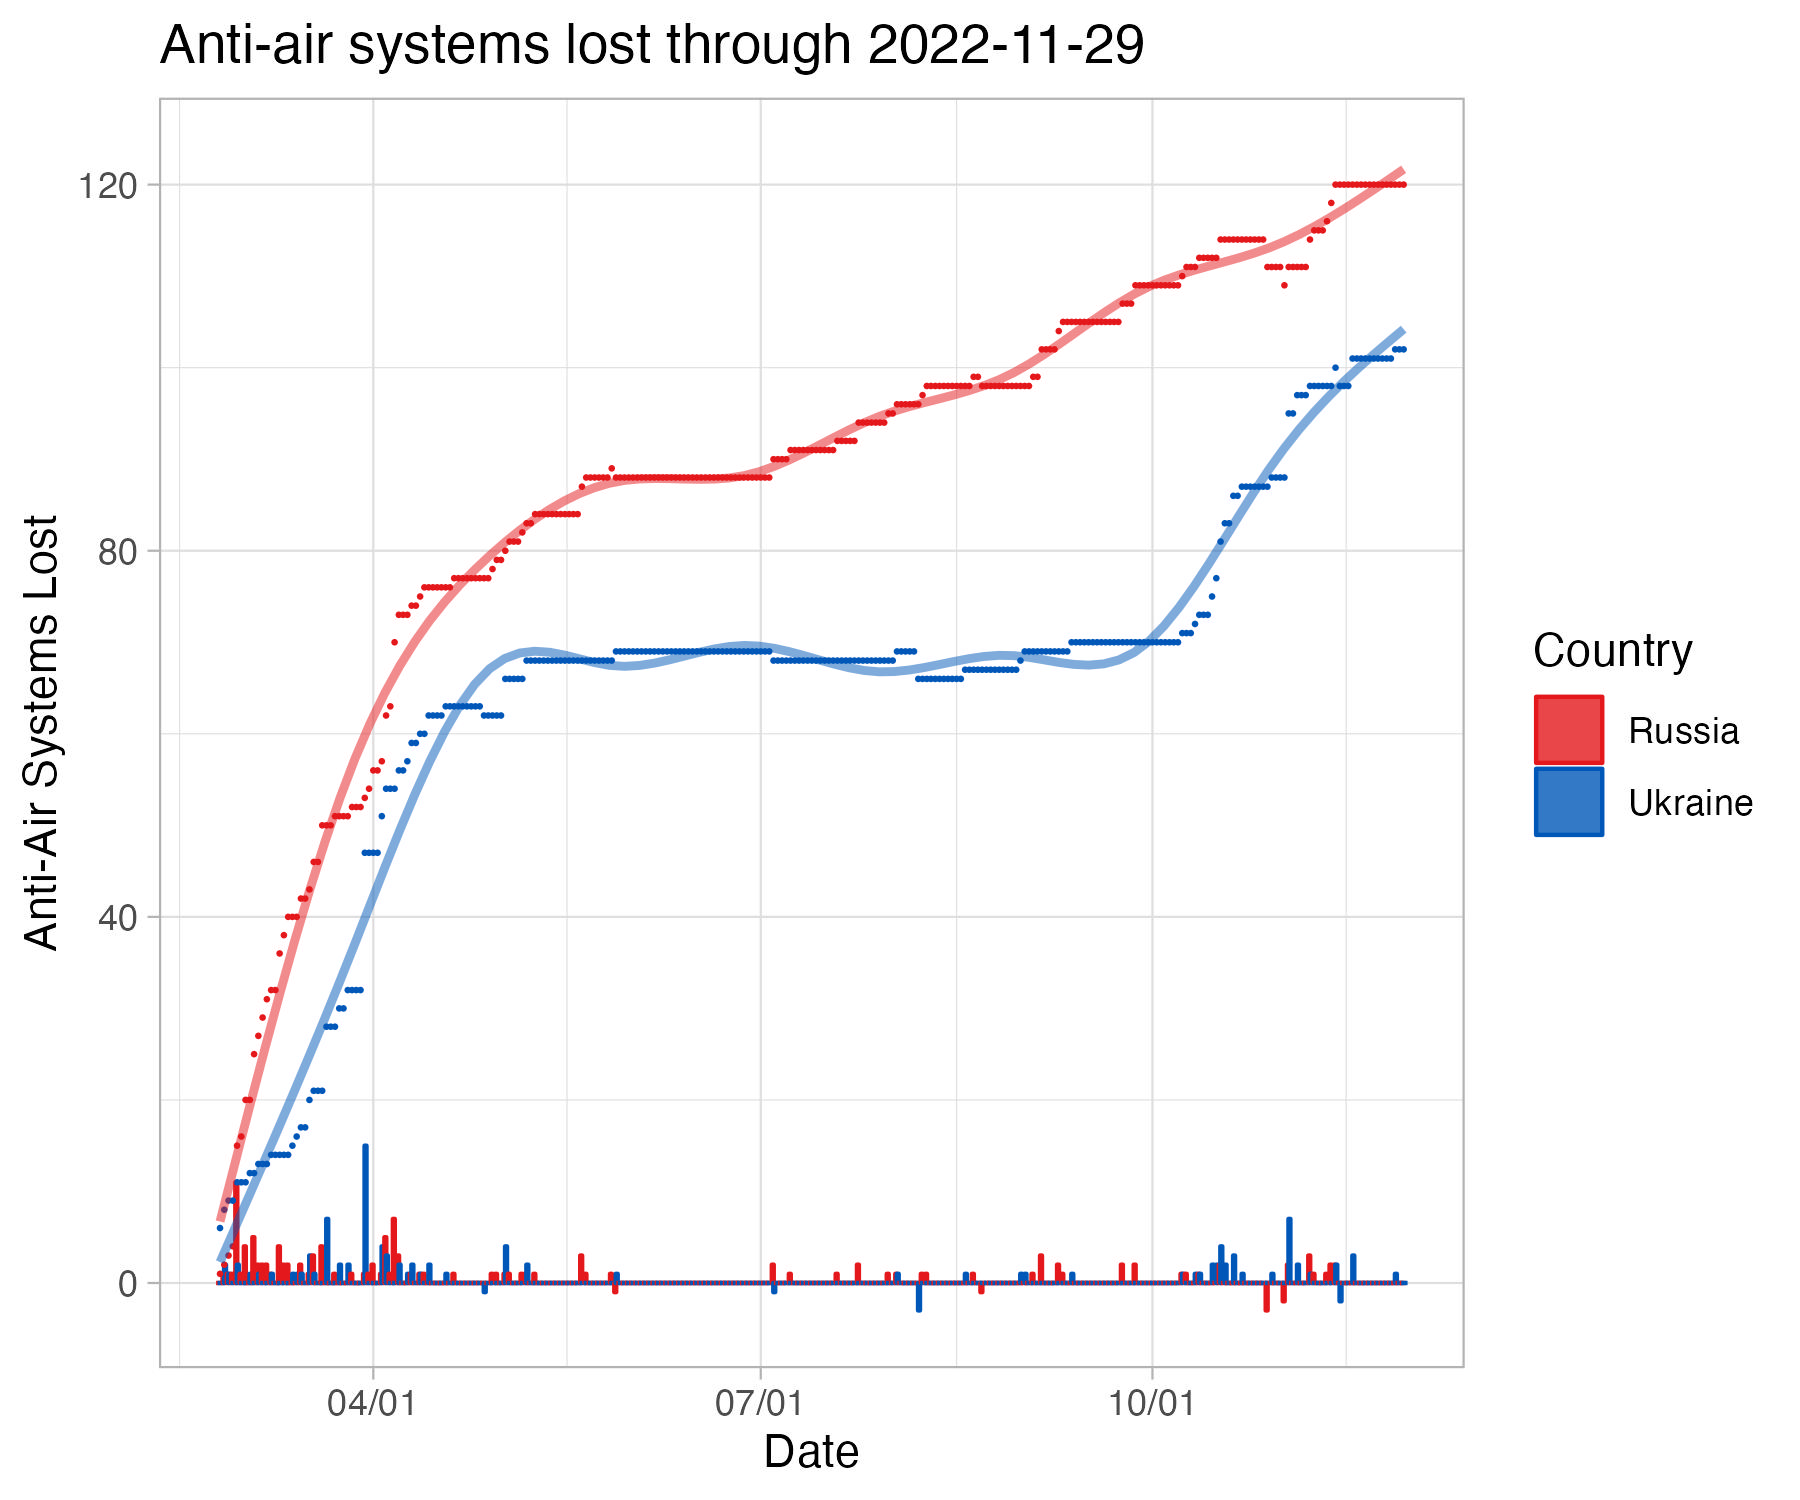 Anti-air systems lost through 2022-11-29
Anti-Air Systems Lost
120
80
40
0
04/01
07/01
10/01
Date
Country
Russia
Ukraine